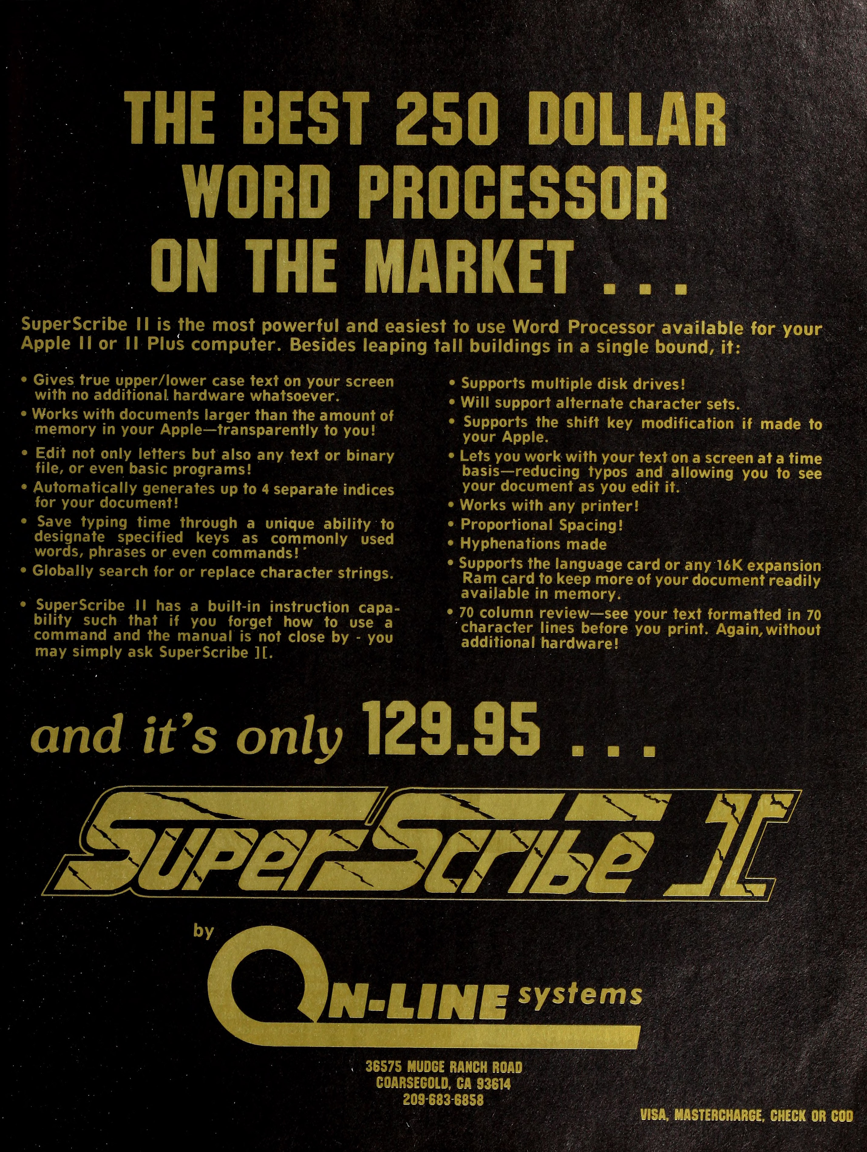 THE BEST 250 DOLLAR
WORD PROCESSOR
ON THE MARKET . . .
SuperScribe II is the most powerful and easiest to use Word Processor available for your
Apple II or II Plus computer. Besides leaping tall buildings in a single bound, it:
• Gives true upper/lower case text on your screen
with no additional hardware whatsoever.
• Works with documents larger than the amount of
memory in your Apple—transparently to you!
• Edit not only letters but also any text or binary
file, or even basic programs!
• Automatically generates up to 4 separate indices
for your document!
• Save typing time through a unique ability to
designate specified keys as commonly used
words, phrases or even commands!
• Globally search for or replace character strings.
• SuperScribe II has a built-in instruction capa-
bility such that if you forget how to use a
command and the manual is not close by - you
may simply ask SuperScribe ][.
• Supports multiple disk drives!
• Will support alternate character sets.
• Supports the shift key modification if made to
your Apple.
• Lets you work with your text on a screen at a time
basis—reducing typos and allowing you to see
your document as you edit it.
• Works with any printer!
• Proportional Spacing!
• Hyphenations made
• Supports the language card or any 16K expansion
Ram card to keep more of your document readily
available in memory.
• 70 column review—see your text formatted in 70
character lines before you print. Again, without
additional hardware!
and it's only 129.95 . . .
SuperScribe ][
by
ON-LINE systems
36575 MUDGE RANCH ROAD
COARSEGOLD, CA 93614
209-683-6858
VISA, MASTERCHARGE, CHECK OR COD